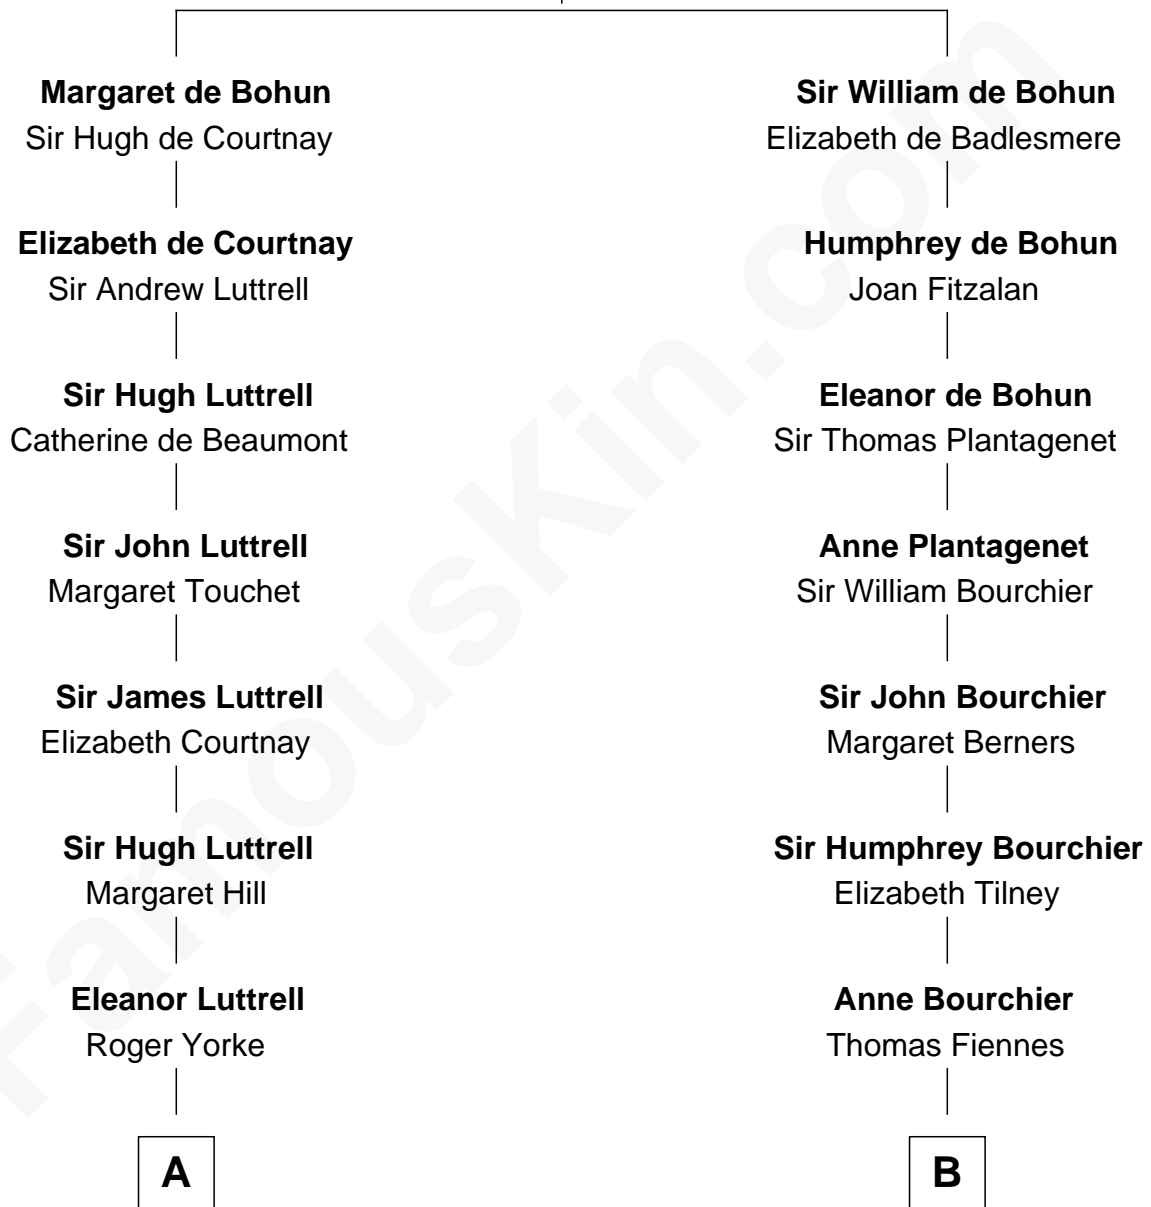 Margaret de Bohun
Sir Hugh de Courtnay
Elizabeth de Courtnay
Sir Andrew Luttrell
Sir Hugh Luttrell
Catherine de Beaumont
Sir John Luttrell
Margaret Touchet
Sir James Luttrell
Elizabeth Courtnay
Sir Hugh Luttrell
Margaret Hill
Eleanor Luttrell
Roger Yorke
A
Sir William de Bohun
Elizabeth de Badlesmere
Humphrey de Bohun
Joan Fitzalan
Eleanor de Bohun
Sir Thomas Plantagenet
Anne Plantagenet
Sir William Bourchier
Sir John Bourchier
Margaret Berners
Sir Humphrey Bourchier
Elizabeth Tilney
Anne Bourchier
Thomas Fiennes
B
FamousKin.com